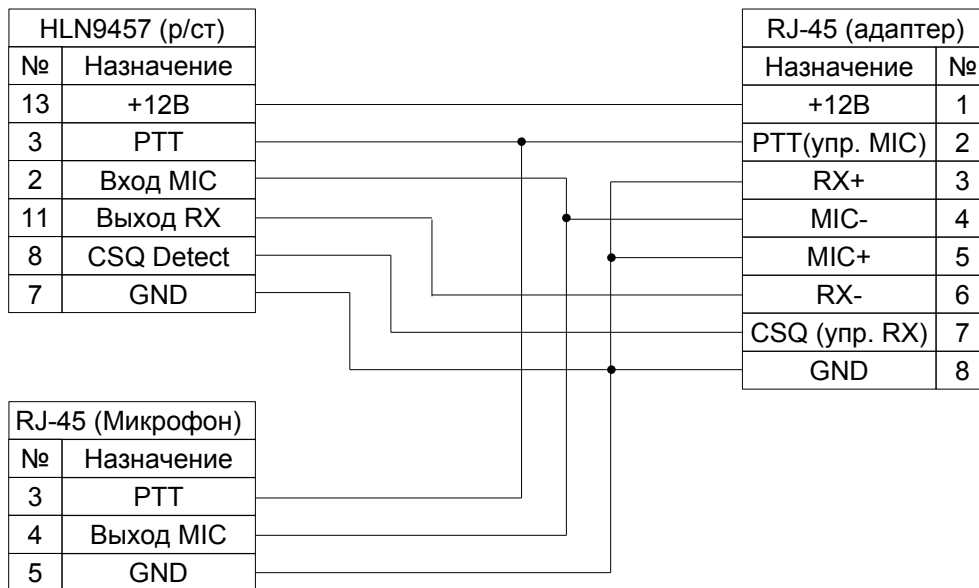 HLN9457 (р/ст)
№ Назначение
13 +12В
3 PTT
2 Вход MIC
11 Выход RX
8 CSQ Detect
7 GND
RJ-45 (адаптер)
Назначение №
+12В 1
PTT(упр. MIC) 2
RX+ 3
MIC- 4
MIC+ 5
RX- 6
CSQ (упр. RX) 7
GND 8
RJ-45 (Микрофон)
№ Назначение
3 PTT
4 Выход MIC
5 GND